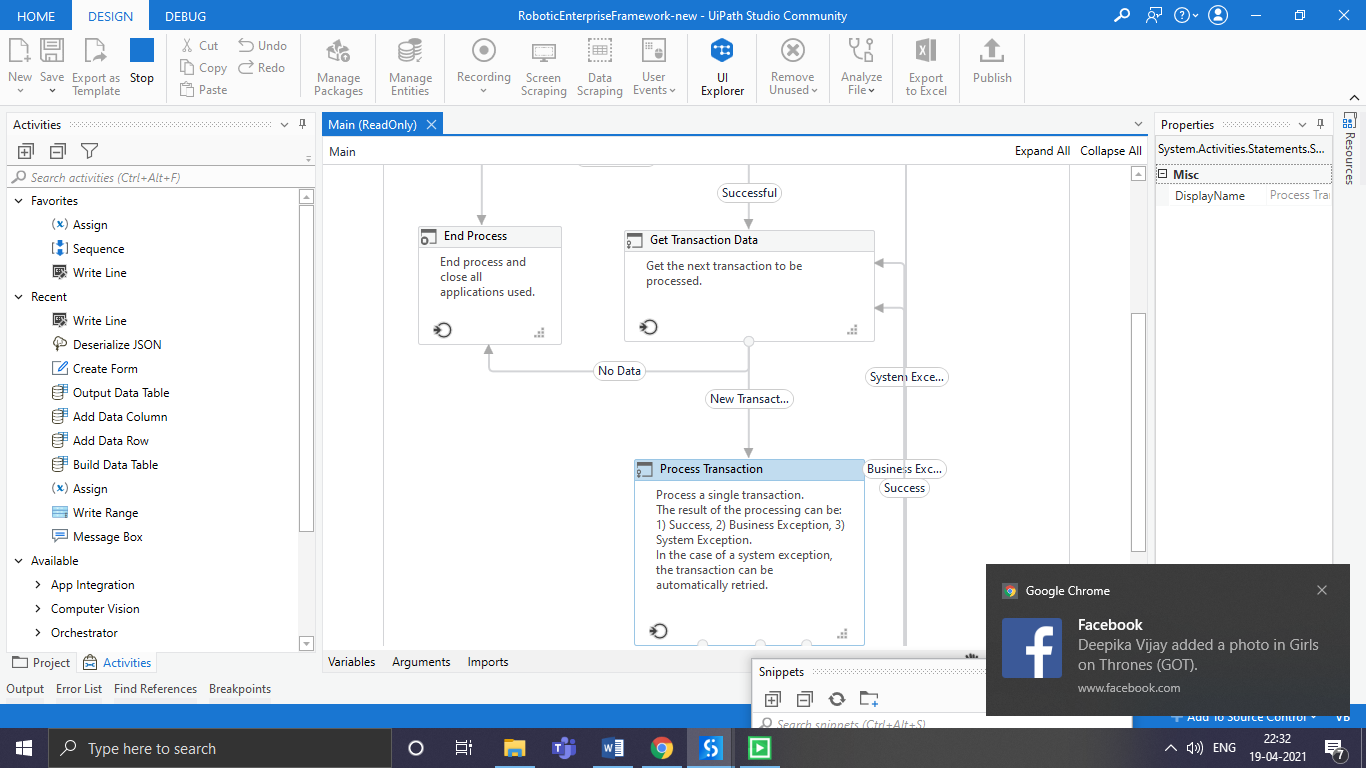 HOME
DESIGN
DEBUG
RoboticEnterpriseFramework-new - UiPath Studio Community
New
Save
Export as
Template
Stop
Cut
Copy
Paste
Undo
Redo
Manage
Packages
Manage
Entities
Recording
Screen
Scraping
Data
Scraping
User
Events
UI
Explorer
Remove
Unused
Analyze
File
Export
to Excel
Publish
Activities
Search activities (Ctrl+Alt+F)
Favorites
Assign
Sequence
Write Line
Recent
Write Line
Deserialize JSON
Create Form
Output Data Table
Add Data Column
Add Data Row
Build Data Table
Assign
Write Range
Message Box
Available
App Integration
Computer Vision
Orchestrator
Project
Activities
Main (ReadOnly)
Main
Expand All
Collapse All
Successful
End Process
End process and
close all
applications used.
Get Transaction Data
Get the next transaction to be
processed.
No Data
New Transact...
System Exce...
Process Transaction
Business Exc...
Success
Process a single transaction.
The result of the processing can be:
1) Success, 2) Business Exception, 3)
System Exception.
In the case of a system exception,
the transaction can be
automatically retried.
Variables
Arguments
Imports
Properties
System.Activities.Statements.S...
Misc
DisplayName
Process Tra
Resources
Output
Error List
Find References
Breakpoints
Snippets
Search snippets (Ctrl+Alt+S)
Google Chrome
Facebook
Deepika Vijay added a photo in Girls
on Thrones (GOT).
www.facebook.com
Add To Source Control
VB
Type here to search
ENG
22:32
19-04-2021
7